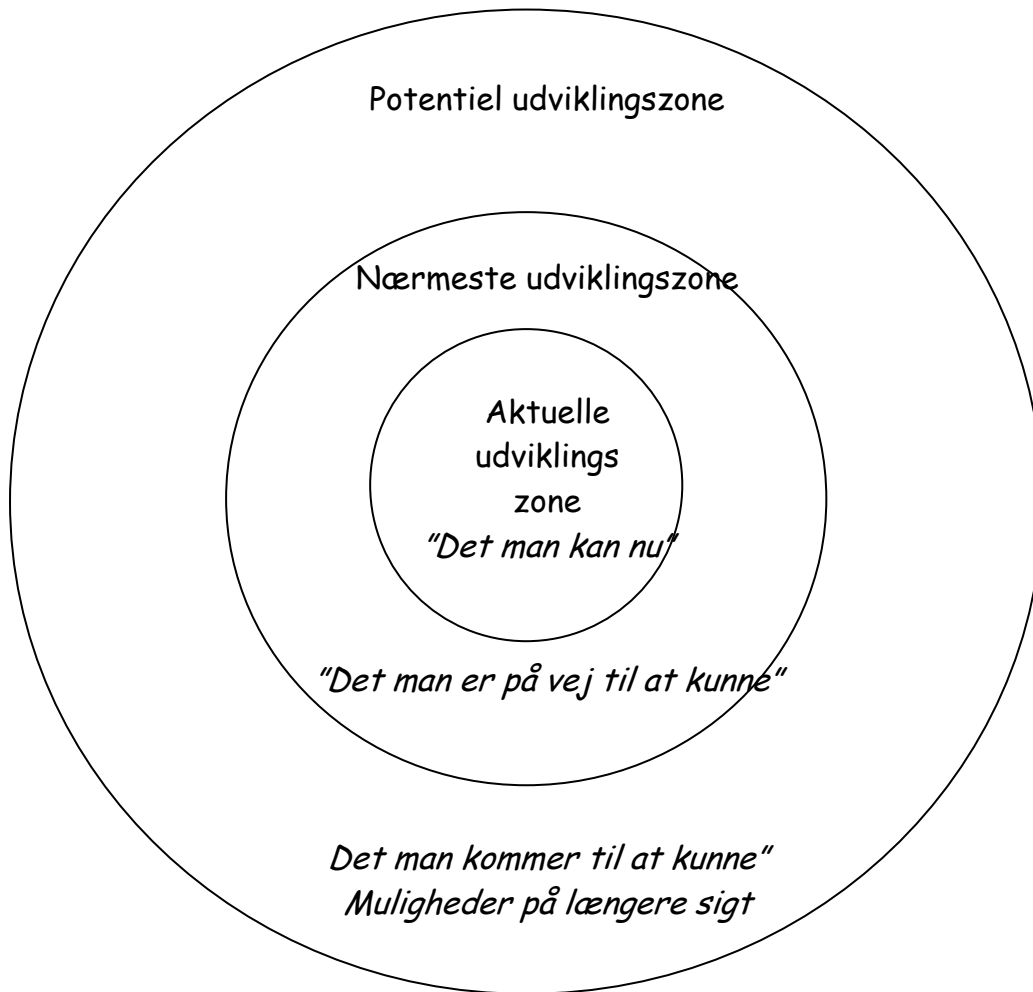 Potentiel udviklingszone
Nærmeste udviklingszone
Aktuelle
udviklings
zone
”Det man kan nu”
”Det man er på vej til at kunne”
Det man kommer til at kunne”
Muligheder på længere sigt